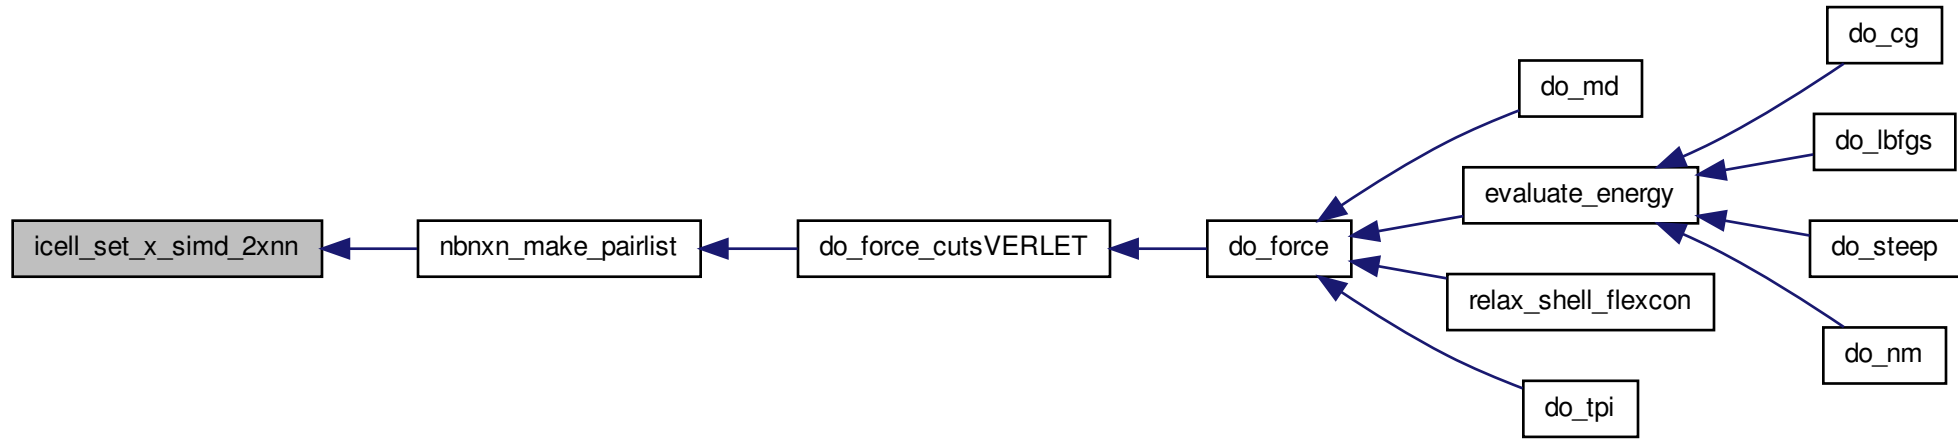 icell_set_x_simd_2xnn
nbnxn_make_pairlist
do_force_cutsVERLET
do_force
do_md
evaluate_energy
relax_shell_flexcon
do_tpi
do_cg
do_lbfgs
do_steep
do_nm